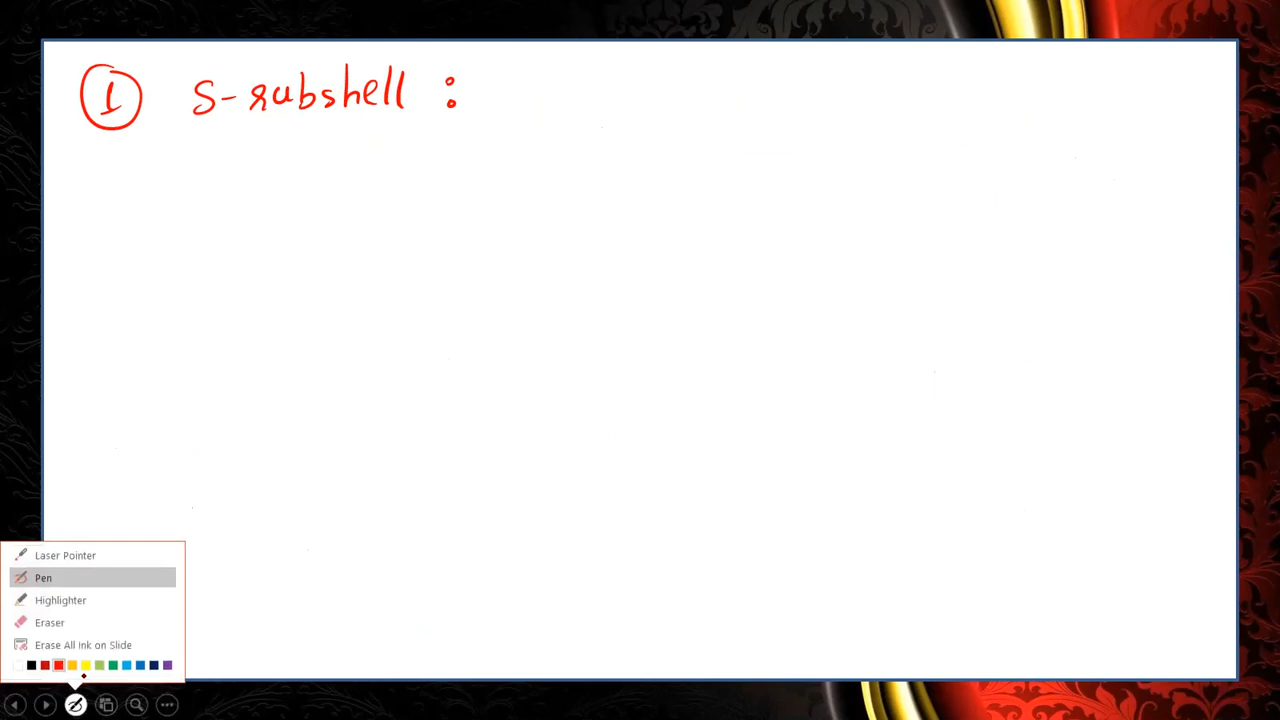 1 s-subshell :
Laser Pointer
Pen
Highlighter
Eraser
Erase All Ink on Slide